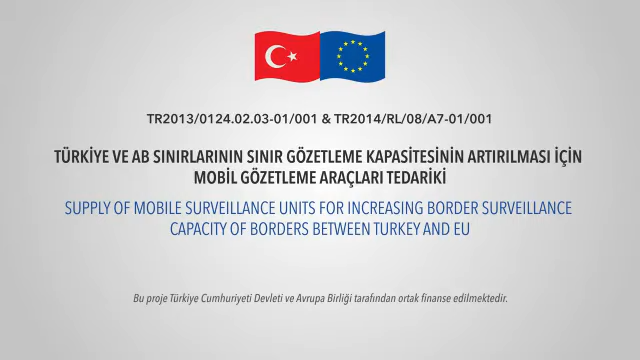 TR2013/0124.02.03-01/001 & TR2014/RL/08/A7-01/001
TÜRKİYE VE AB SINIRLARININ SINIR GÖZETLEME KAPASİTESİNİN ARTIRILMASI İÇİN
MOBİL GÖZETLEME ARAÇLARI TEDARİKİ
SUPPLY OF MOBILE SURVEILLANCE UNITS FOR INCREASING BORDER SURVEILLANCE
CAPACITY OF BORDERS BETWEEN TURKEY AND EU
Bu proje Türkiye Cumhuriyeti Devleti ve Avrupa Birliği tarafından ortak finanse edilmektedir.